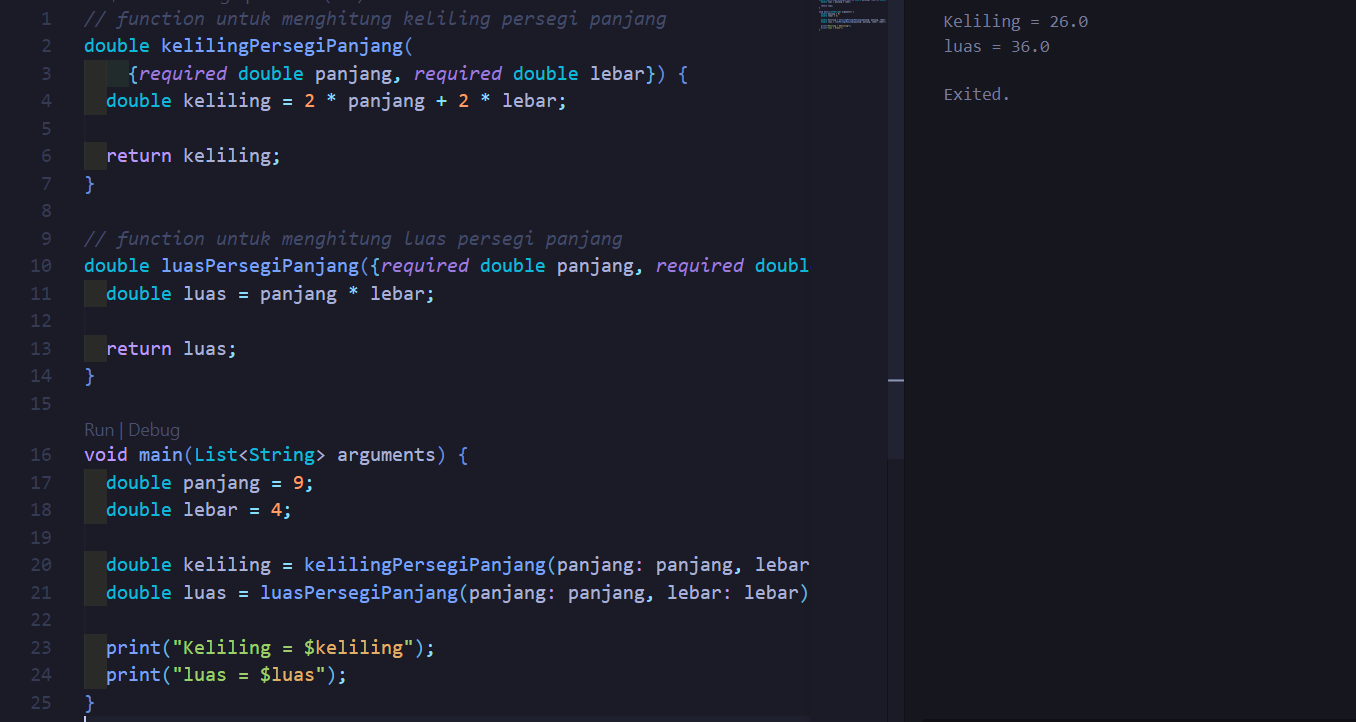 1 // function untuk menghitung keliling persegi panjang
2 double kelilingPersegiPanjang(
3     {required double panjang, required double lebar}) {
4   double keliling = 2 * panjang + 2 * lebar;
5
6   return keliling;
7 }
8
9 // function untuk menghitung luas persegi panjang
10 double luasPersegiPanjang({required double panjang, required doubl
11   double luas = panjang * lebar;
12
13   return luas;
14 }
15
Run | Debug
16 void main(List<String> arguments) {
17   double panjang = 9;
18   double lebar = 4;
19
20   double keliling = kelilingPersegiPanjang(panjang: panjang, lebar
21   double luas = luasPersegiPanjang(panjang: panjang, lebar: lebar)
22
23   print("Keliling = $keliling");
24   print("luas = $luas");
25 }
Keliling = 26.0
luas = 36.0
Exited.